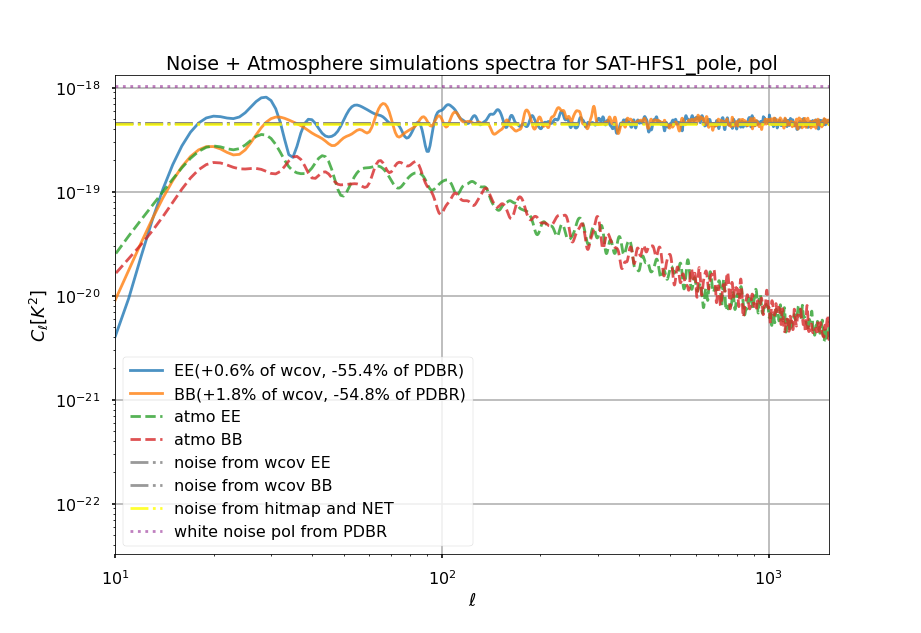 Noise + Atmosphere simulations spectra for SAT-HFS1_pole, pol
10⁻¹⁸
10⁻¹⁹
10⁻²⁰
10⁻²¹
10⁻²²
C_ℓ[K²]
EE(+0.6% of wcov, -55.4% of PDBR)
BB(+1.8% of wcov, -54.8% of PDBR)
atmo EE
atmo BB
noise from wcov EE
noise from wcov BB
noise from hitmap and NET
white noise pol from PDBR
10¹ 10² 10³
ℓ